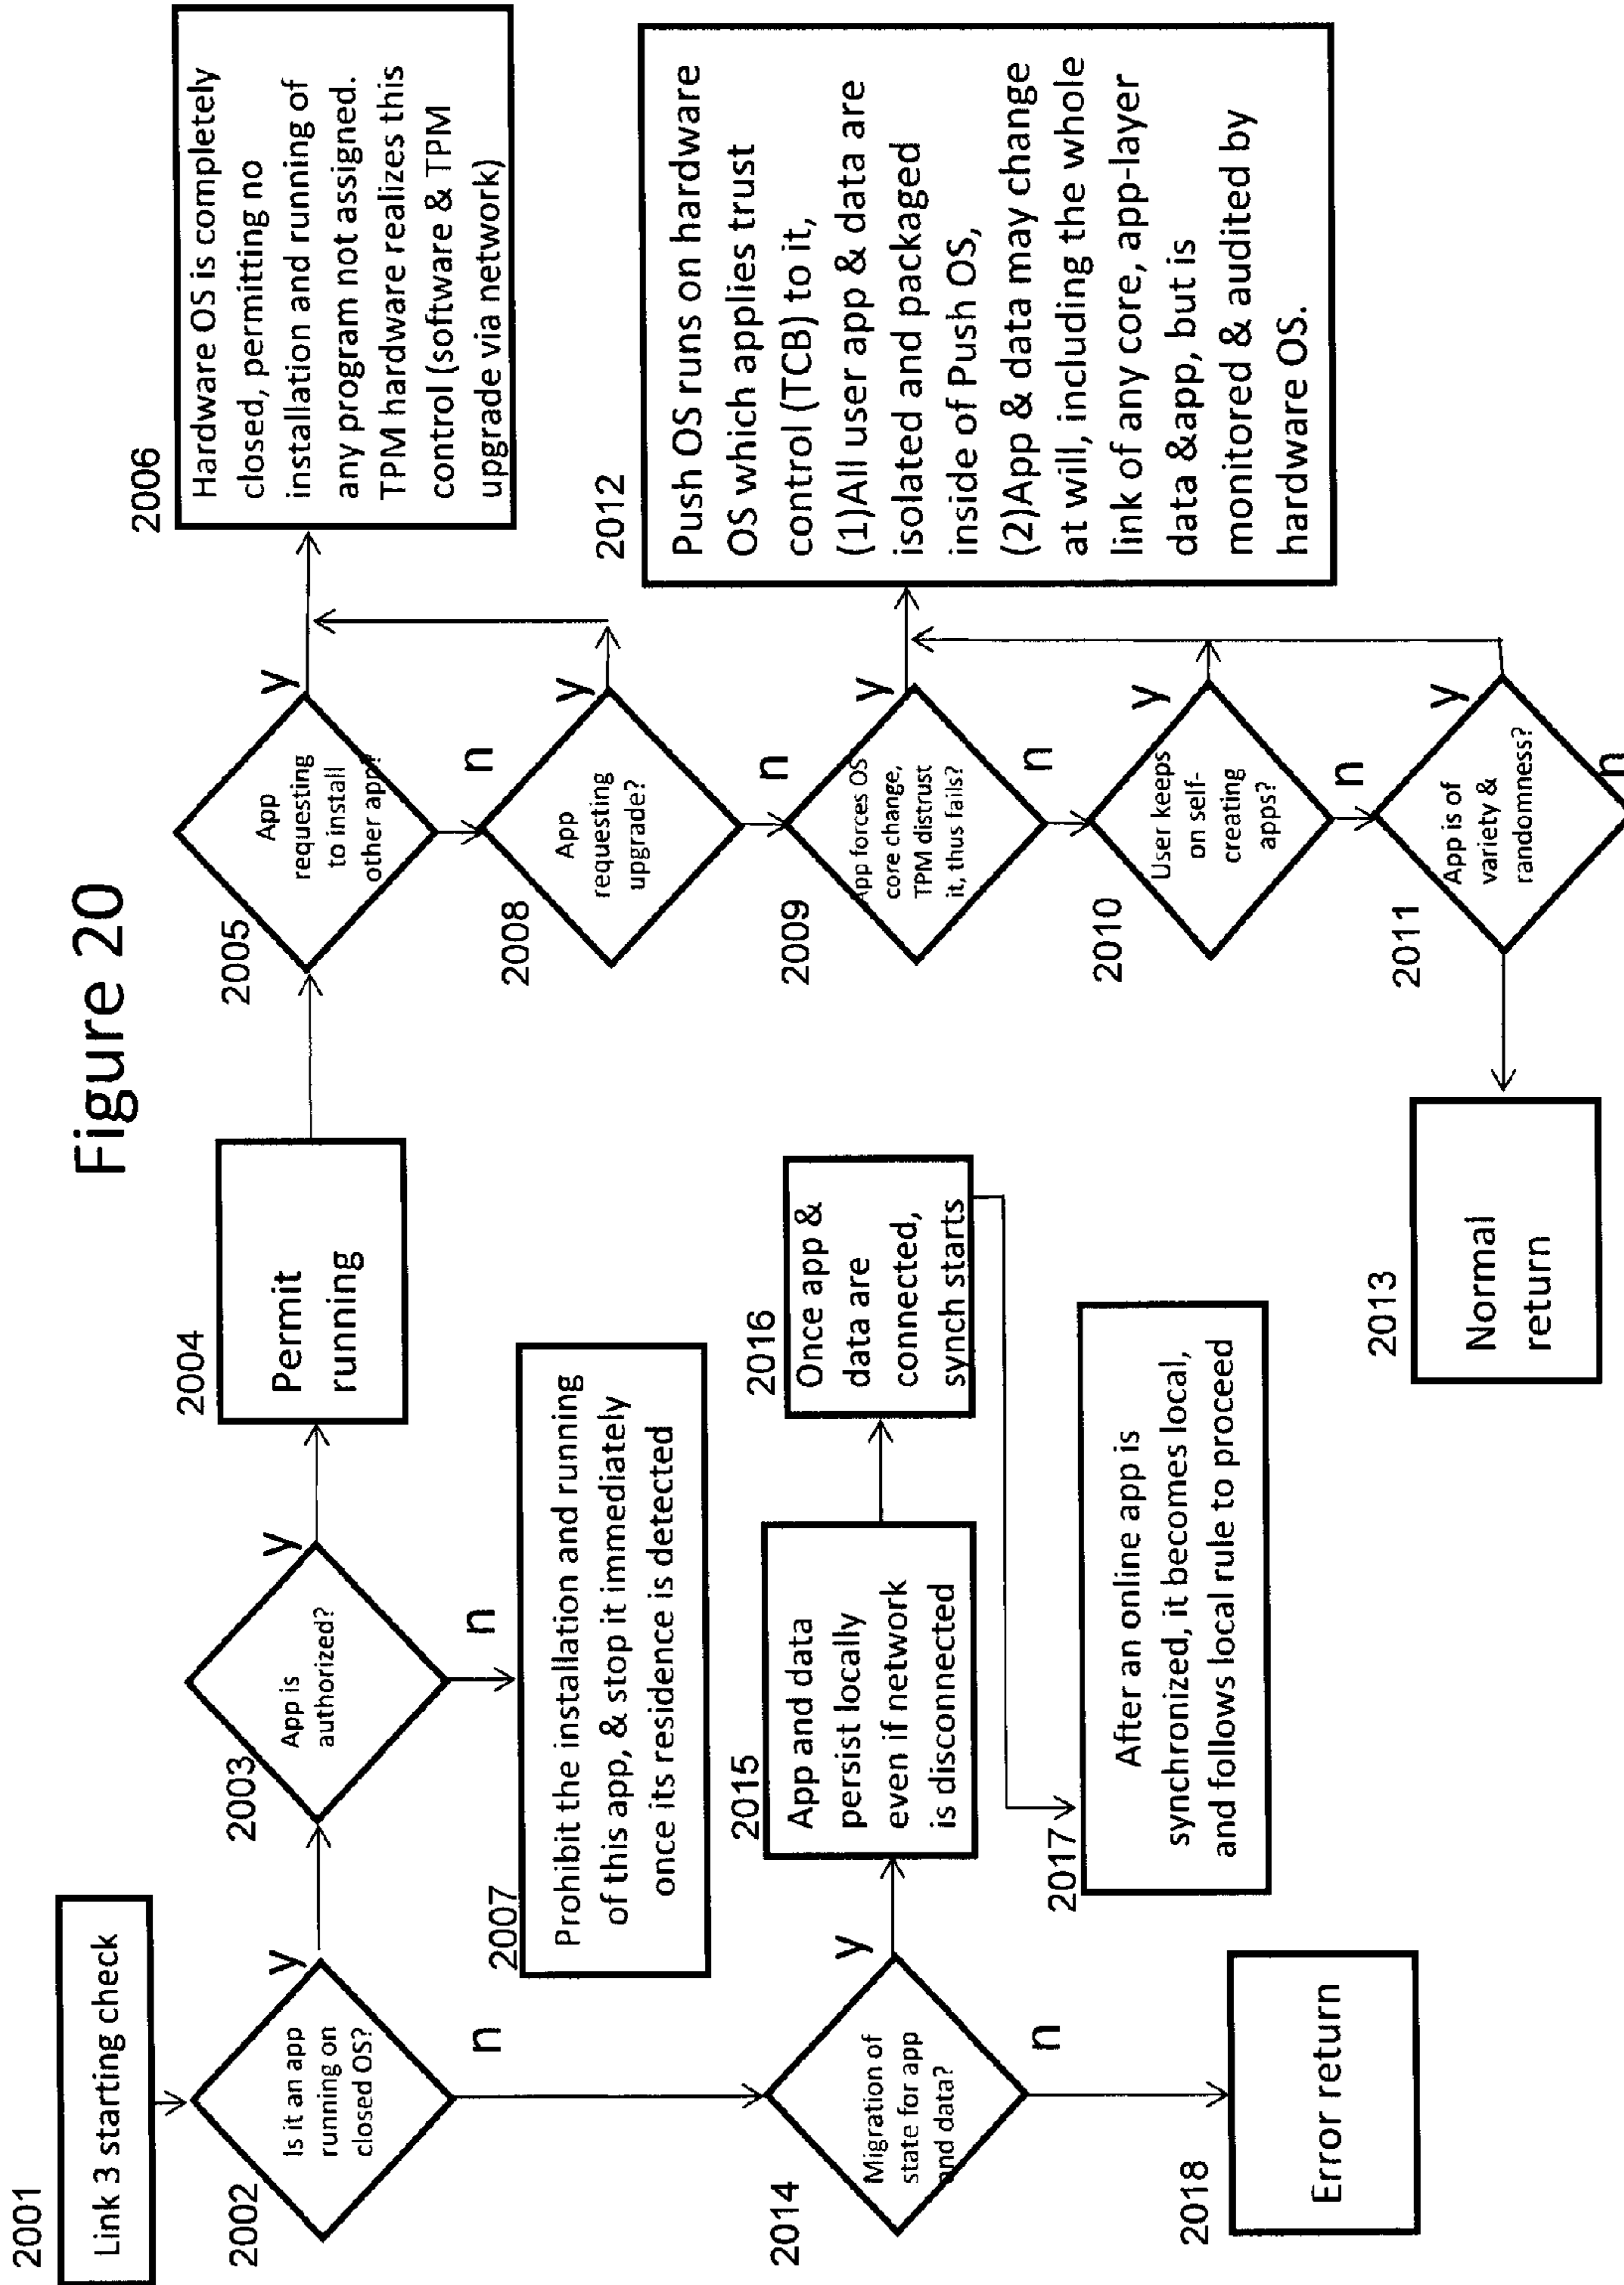 Figure 20
2001
Link 3 starting check
2002
Is it an app
running on
closed OS?
y
n
2003
App is
authorized?
y
n
2004
Permit
running
2005
App
requesting
to install
other app?
y
n
2006
Hardware OS is completely
closed, permitting no
installation and running of
any program not assigned.
TPM hardware realizes this
control (software & TPM
upgrade via network)
2007
Prohibit the installation and running
of this app, & stop it immediately
once its residence is detected
2008
App
requesting
upgrade?
y
n
2009
App forces OS
core change,
TPM distrust
it, thus fails?
y
n
2010
User keeps
on self-
creating
apps?
y
n
2011
App is of
variety &
randomness?
y
n
2012
Push OS runs on hardware
OS which applies trust
control (TCB) to it,
(1)All user app & data are
isolated and packaged
inside of Push OS,
(2)App & data may change
at will, including the whole
link of any core, app-layer
data &app, but is
monitored & audited by
hardware OS.
2013
Normal
return
2014
Migration of
state for app
and data?
y
n
2015
App and data
persist locally
even if network
is disconnected
2016
Once app &
data are
connected,
synch starts
2017
After an online app is
synchronized, it becomes local,
and follows local rule to proceed
2018
Error return